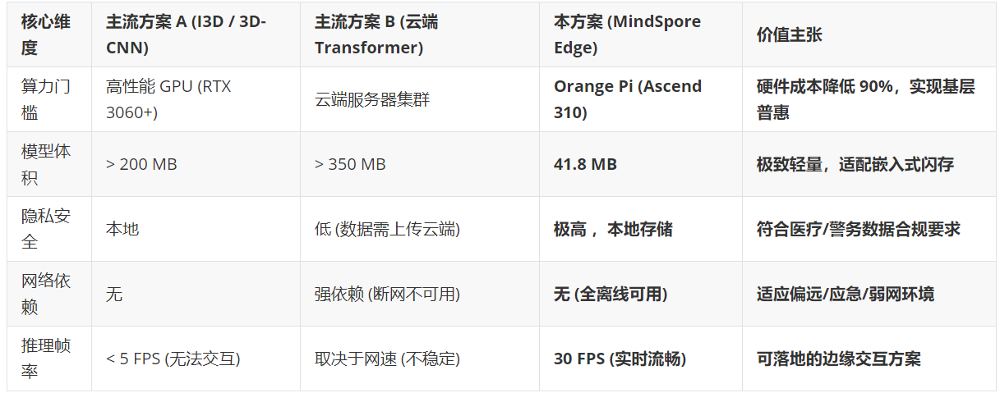 核心维 主流方案 A (I3D / 3D- 主流方案 B (云端 本方案 (MindSpore 价值主张
度 CNN) Transformer) Edge)
算力门 高性能 GPU (RTX 云端服务器集群 Orange Pi (Ascend 硬件成本降低 90%，实现基层
槛 3060+) 310) 普惠
模型体 > 200 MB > 350 MB 41.8 MB 极致轻量，适配嵌入式闪存
积
隐私安 本地 低 (数据需上传云端) 极高 ，本地存储 符合医疗/警务数据合规要求
全
网络依 无 强依赖 (断网不可用) 无 (全离线可用) 适应偏远/应急/弱网环境
赖
推理帧 < 5 FPS (无法交互) 取决于网速 (不稳定) 30 FPS (实时流畅) 可落地的边缘交互方案
率